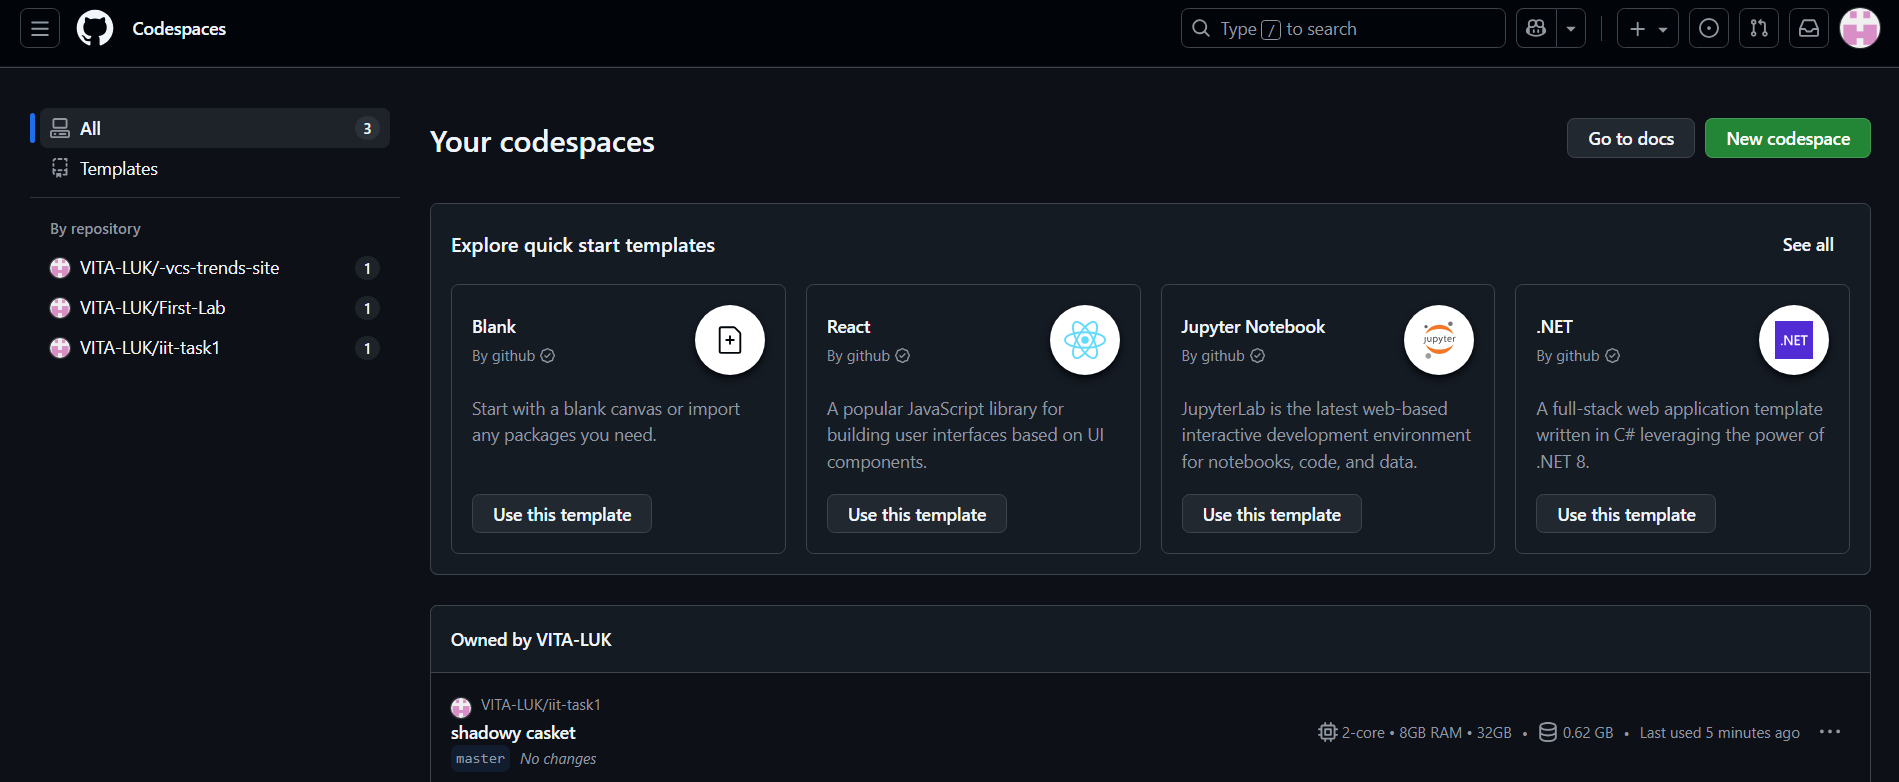 Codespaces
Type / to search
All 3
Templates
By repository
VITA-LUK/-vcs-trends-site 1
VITA-LUK/First-Lab 1
VITA-LUK/iit-task1 1
Your codespaces
Go to docs
New codespace
Explore quick start templates
See all
Blank
By github
Start with a blank canvas or import
any packages you need.
Use this template
React
By github
A popular JavaScript library for
building user interfaces based on UI
components.
Use this template
Jupyter Notebook
By github
jupyter
JupyterLab is the latest web-based
interactive development environment
for notebooks, code, and data.
Use this template
.NET
By github
.NET
A full-stack web application template
written in C# leveraging the power of
.NET 8.
Use this template
Owned by VITA-LUK
VITA-LUK/iit-task1
shadowy casket
2-core • 8GB RAM • 32GB • 0.62 GB • Last used 5 minutes ago
master No changes